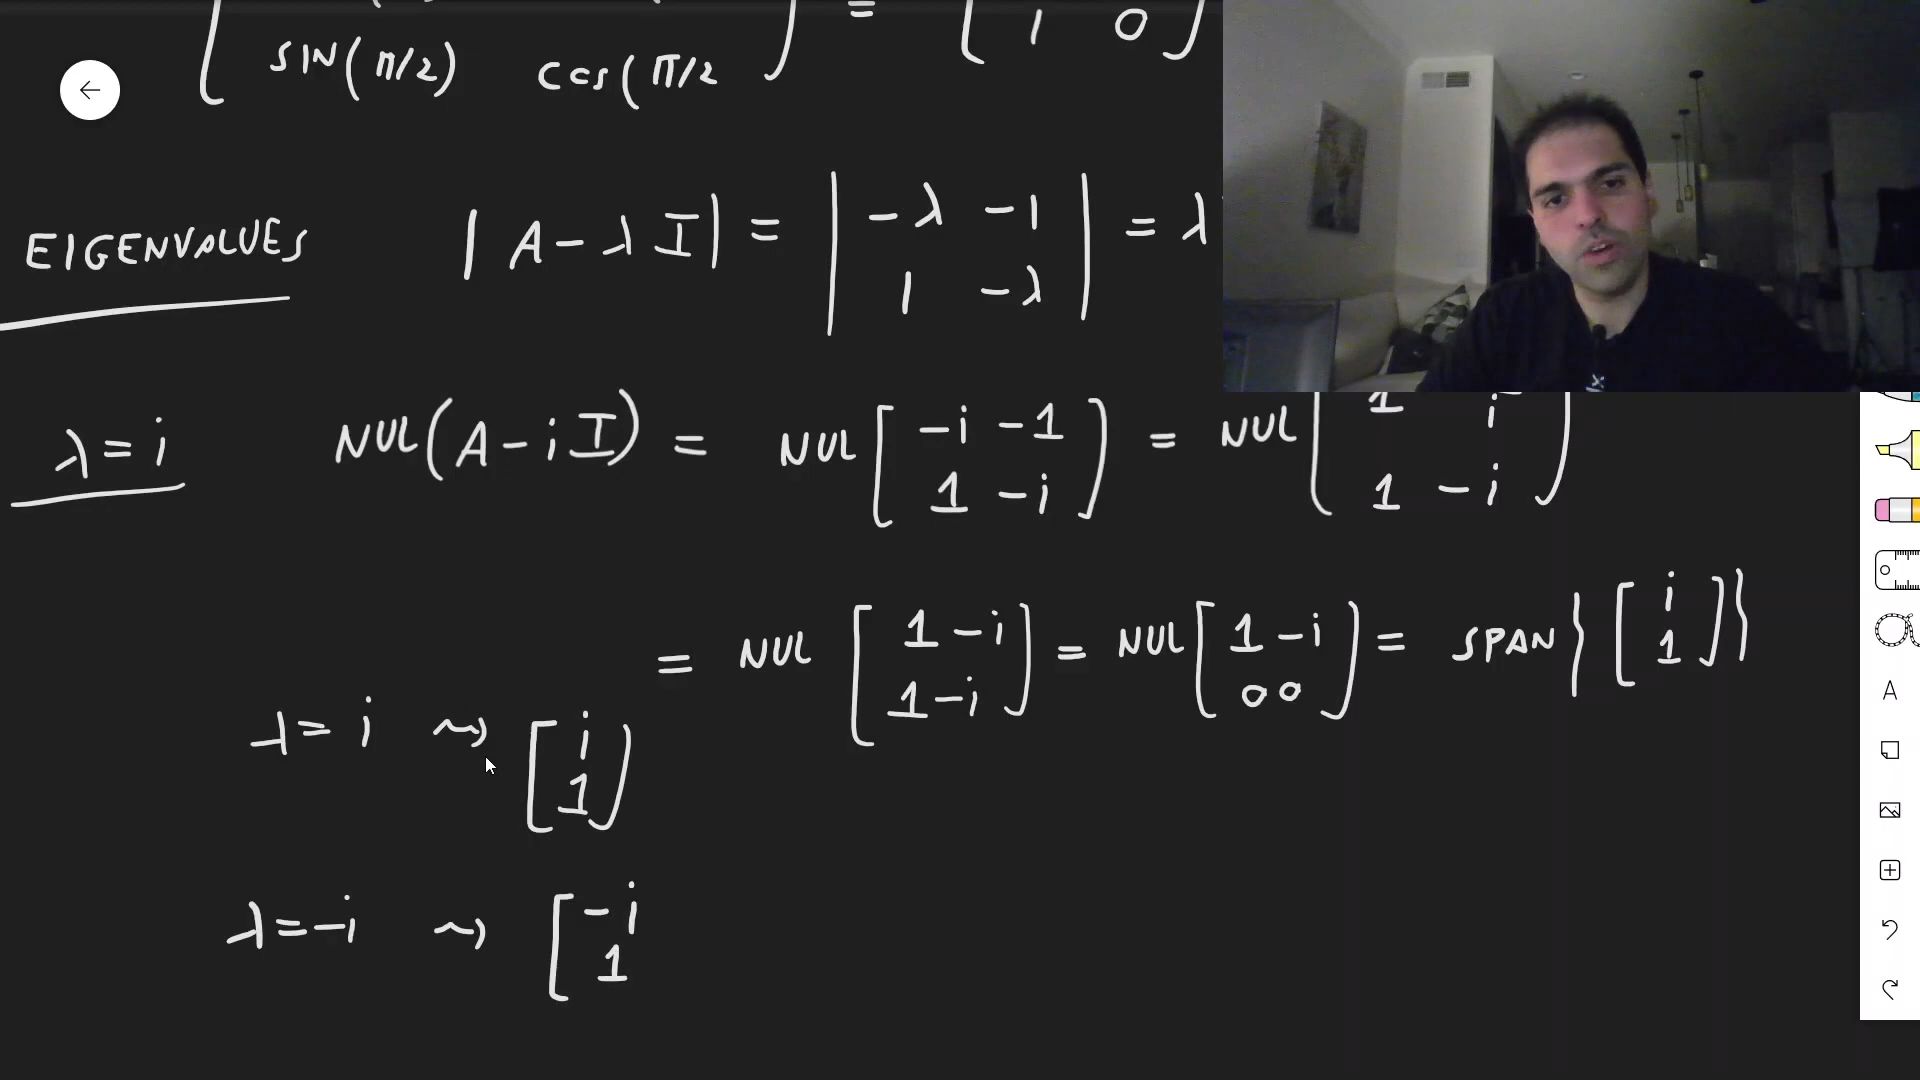 SIN(π/2) COS(π/2 = [1 0]
EIGENVALUES |A-λI| = |-λ -1| = λ
|1 -λ|
λ=i NUL(A-iI) = NUL[-i -1] = NUL[1 i]
[1 -i] [1 -i]
= NUL [1 -i] = NUL[1 -i] = SPAN{[i]}
[1-i] [0 0] [1]
λ= i ⇝ [i]
[1]
λ=-i ⇝ [-i
1
A